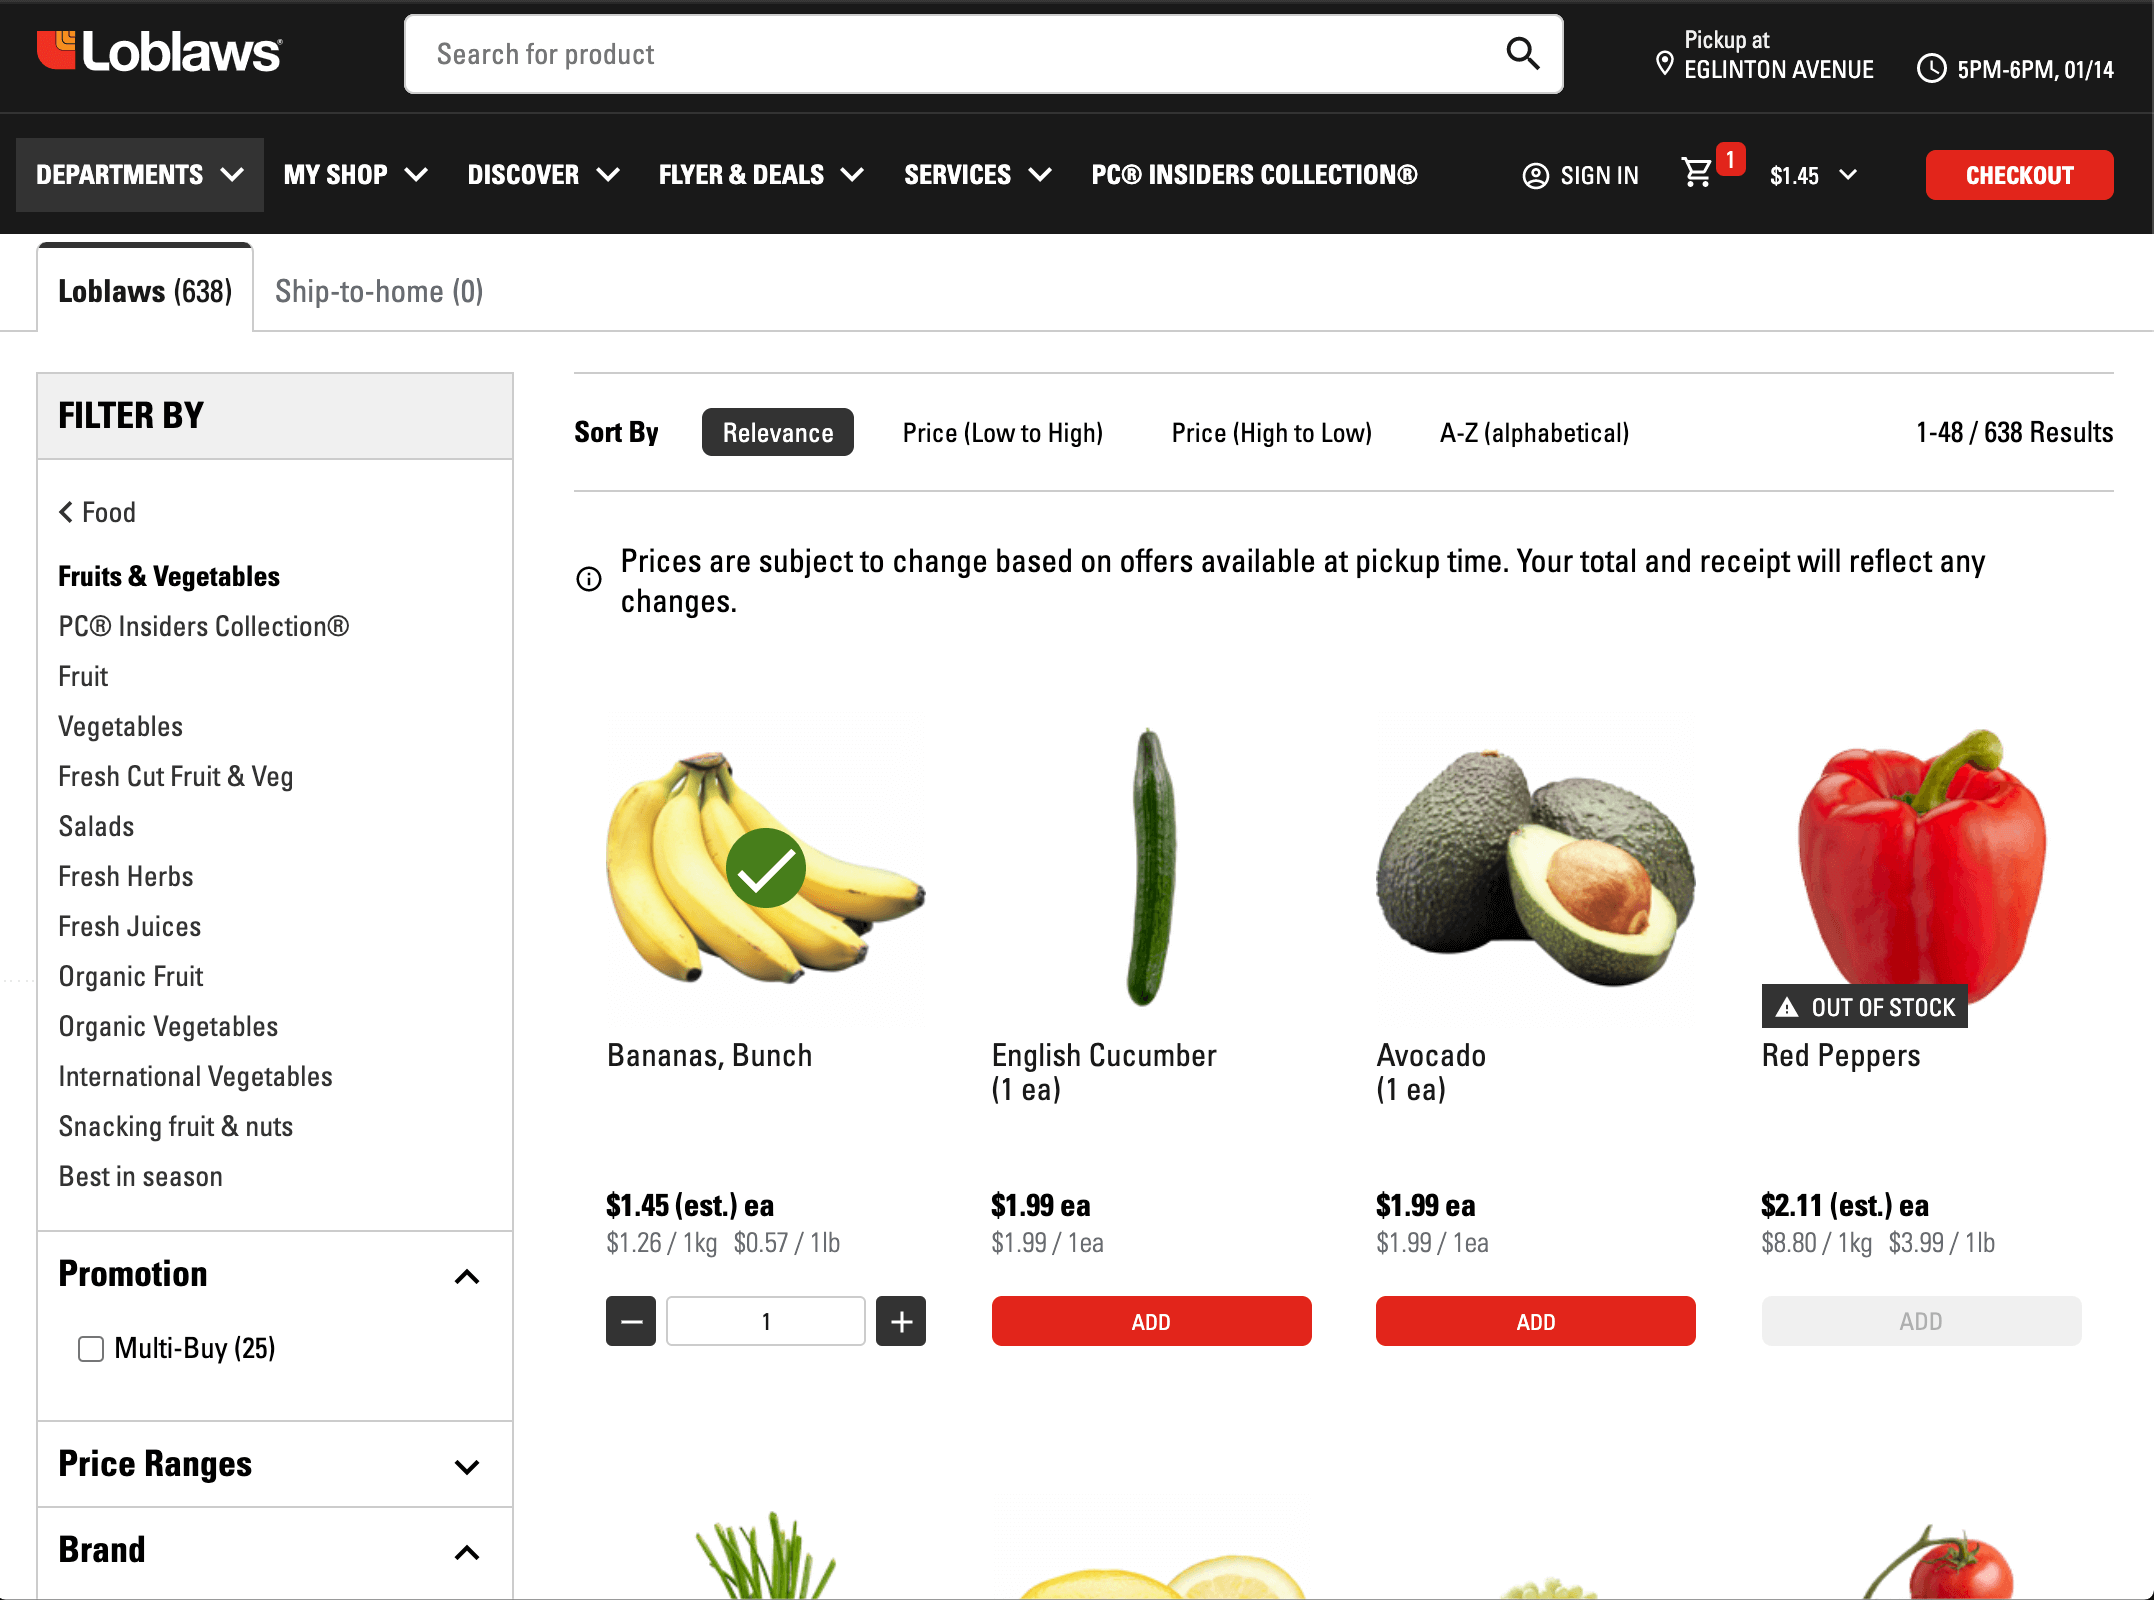 Loblaws
Search for product
Pickup at
EGLINTON AVENUE
5PM-6PM, 01/14
DEPARTMENTS
MY SHOP
DISCOVER
FLYER & DEALS
SERVICES
PC® INSIDERS COLLECTION®
SIGN IN
1
$1.45
CHECKOUT
Loblaws (638)
Ship-to-home (0)
FILTER BY
Food
Fruits & Vegetables
PC® Insiders Collection®
Fruit
Vegetables
Fresh Cut Fruit & Veg
Salads
Fresh Herbs
Fresh Juices
Organic Fruit
Organic Vegetables
International Vegetables
Snacking fruit & nuts
Best in season
Promotion
Multi-Buy (25)
Price Ranges
Brand
Sort By
Relevance
Price (Low to High)
Price (High to Low)
A-Z (alphabetical)
1-48 / 638 Results
Prices are subject to change based on offers available at pickup time. Your total and receipt will reflect any
changes.
Bananas, Bunch
$1.45 (est.) ea
$1.26 / 1kg $0.57 / 1lb
1
English Cucumber
(1 ea)
$1.99 ea
$1.99 / 1ea
ADD
Avocado
(1 ea)
$1.99 ea
$1.99 / 1ea
ADD
OUT OF STOCK
Red Peppers
$2.11 (est.) ea
$8.80 / 1kg $3.99 / 1lb
ADD